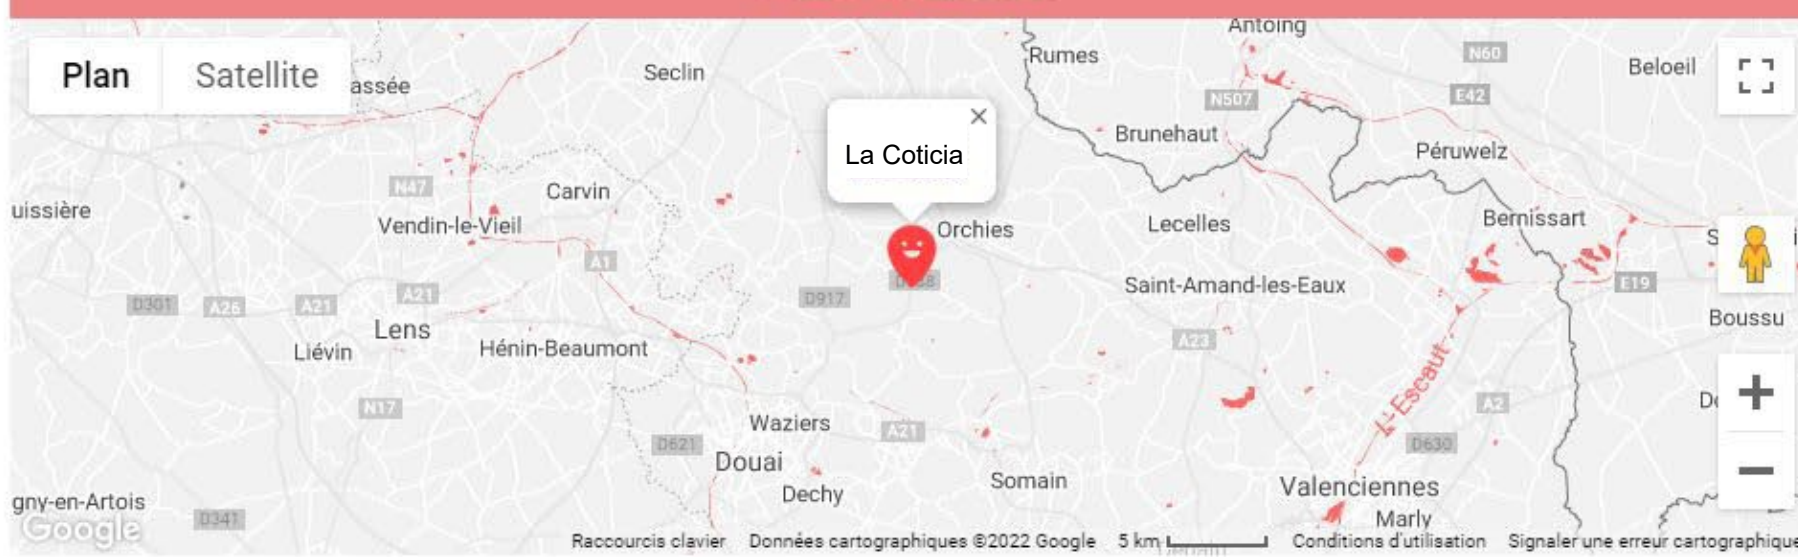 Antoing
Plan
Satellite
assée
Seclin
Rumes
N60
Beloeil
N507
E42
La Coticia
Brunehaut
Péruwelz
N47
Carvin
uissière
Vendin-le-Vieil
Orchies
Lecelles
Bernissart
A1
D917
Saint-Amand-les-Eaux
E19
D301
A26
A21
A21
Lens
Boussu
Liévin
Hénin-Beaumont
A23
L'Escaut
N17
A2
Waziers
D621
A21
D630
Douai
Dechy
Somain
Valenciennes
gny-en-Artois
D341
Marly
Google
Raccourcis clavier
Données cartographiques ©2022 Google
5 km
Conditions d'utilisation
Signaler une erreur cartographique